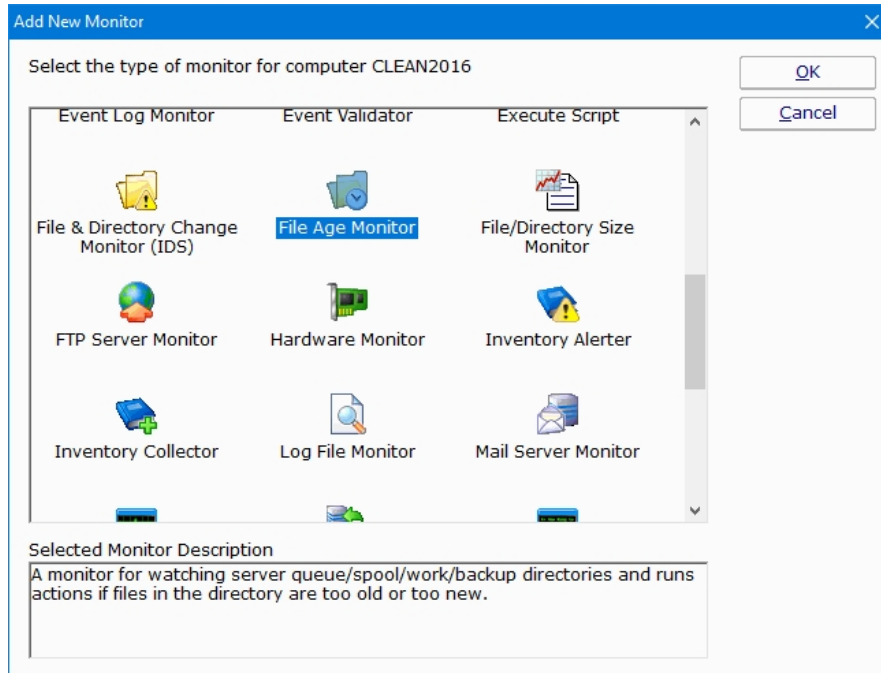 Add New Monitor
Select the type of monitor for computer CLEAN2016
OK
Cancel
Event Log Monitor
Event Validator
Execute Script
File & Directory Change
Monitor (IDS)
File Age Monitor
File/Directory Size
Monitor
FTP Server Monitor
Hardware Monitor
Inventory Alerter
Inventory Collector
Log File Monitor
Mail Server Monitor
Selected Monitor Description
A monitor for watching server queue/spool/work/backup directories and runs
actions if files in the directory are too old or too new.